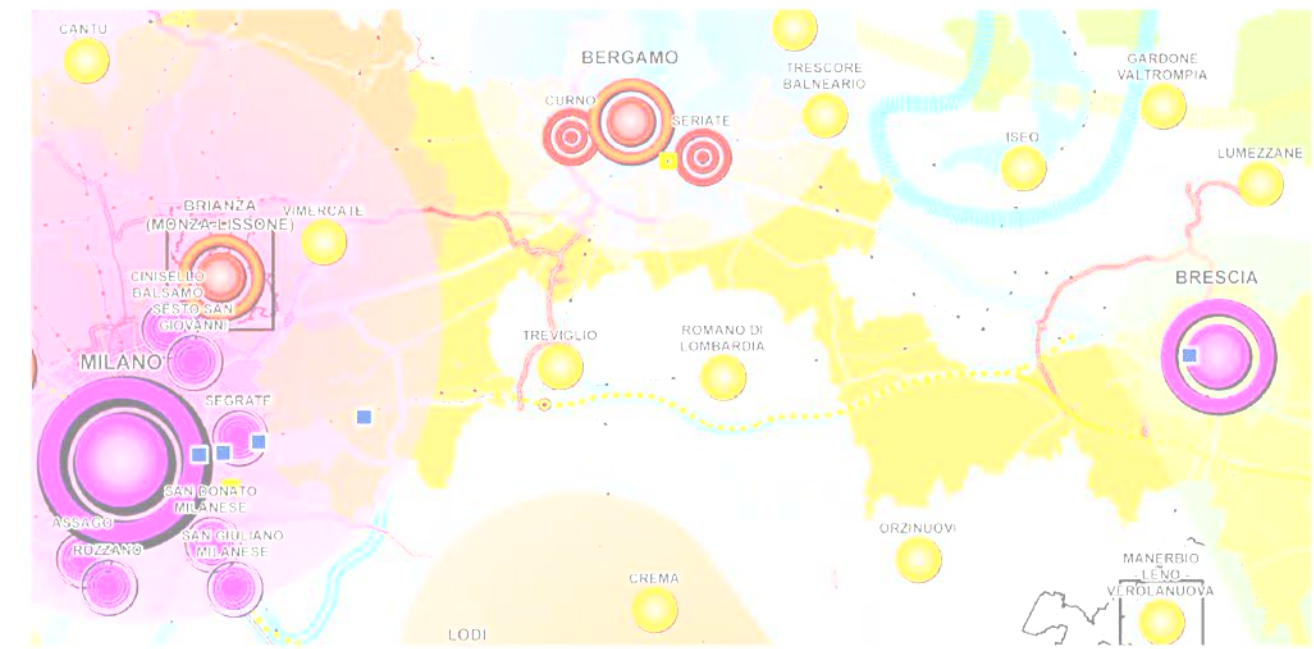 CANTU
BERGAMO
TRESCORE
BALNEARIO
GARDONE
VALTROMPIA
CURNO
SERIATE
ISEO
LUMEZZANE
BRIANZA
(MONZA-LISSONE)
VIMERCATE
CINISELLO
BALSAMO
SESTO SAN
GIOVANNI
BRESCIA
MILANO
TREVIGLIO
ROMANO DI
LOMBARDIA
SEGRATE
SAN DONATO
MILANESE
ASSAGO
ROZZANO
SAN GIULIANO
MILANESE
ORZINUOVI
CREMA
LODI
MANERBIO
- LENO -
VEROLANUOVA